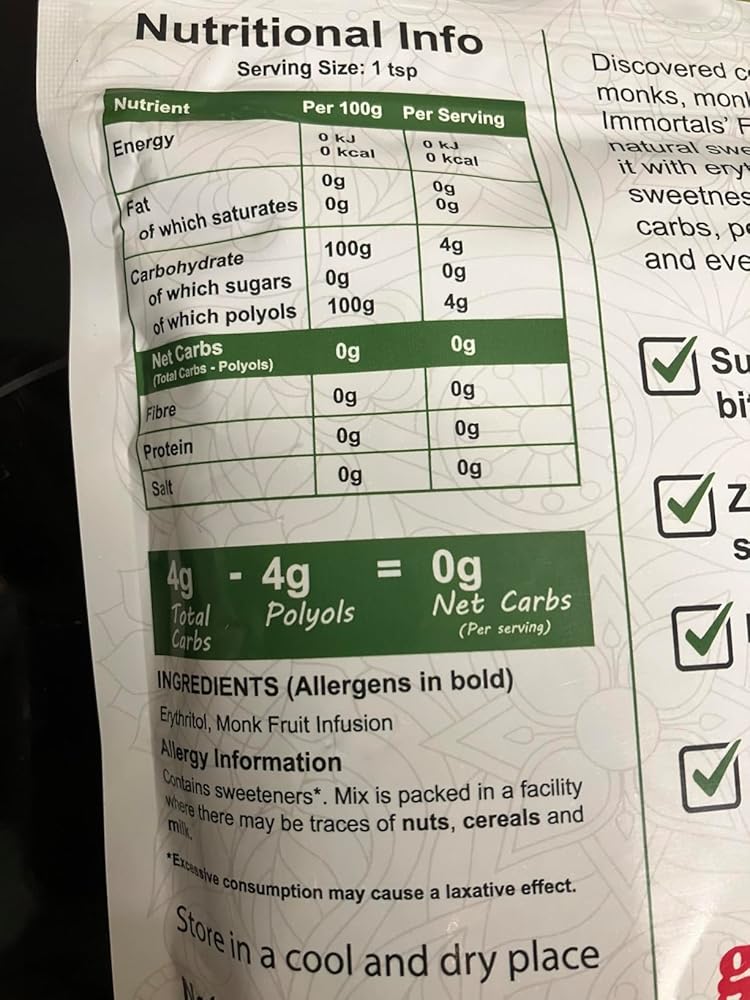 Nutritional Info
Serving Size: 1 tsp
Nutrient Per 100g Per Serving
Energy 0 kJ 0 kJ
0 kcal 0 kcal
Fat 0g 0g
of which saturates 0g 0g
Carbohydrate 100g 4g
of which sugars 0g 0g
of which polyols 100g 4g
Net Carbs 0g 0g
(Total Carbs - Polyols)
Fibre 0g 0g
Protein 0g 0g
Salt 0g 0g
4g - 4g = 0g
Total Polyols Net Carbs
Carbs (Per serving)
INGREDIENTS (Allergens in bold)
Erythritol, Monk Fruit Infusion
Allergy Information
Contains sweeteners*. Mix is packed in a facility
where there may be traces of nuts, cereals and
milk.
*Excessive consumption may cause a laxative effect.
Store in a cool and dry place
Discovered
monks,
Immortals'
natural
it with
carbs,
and